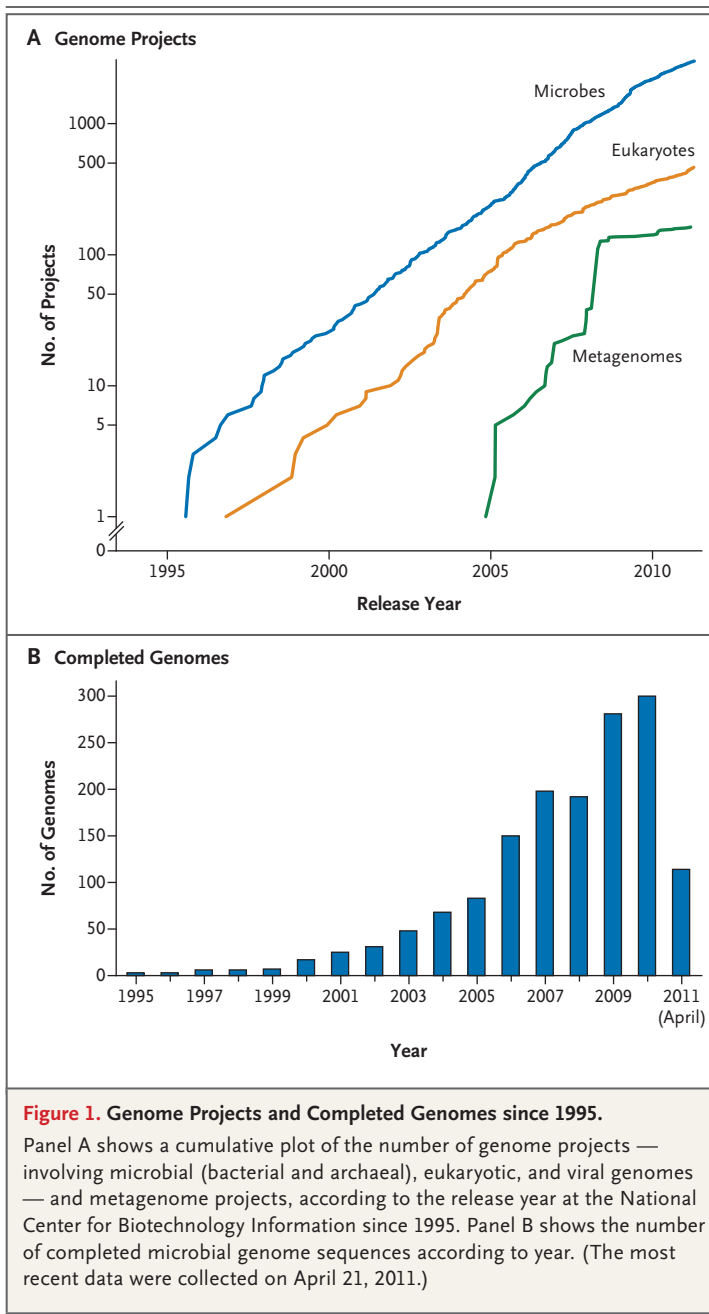 A Genome Projects
No. of Projects
1000
500
100
50
10
5
1
0
Microbes
Eukaryotes
Metagenomes
1995
2000
2005
2010
Release Year
B Completed Genomes
No. of Genomes
300
250
200
150
100
50
0
1995
1997
1999
2001
2003
2005
2007
2009
2011
(April)
Year
Figure 1. Genome Projects and Completed Genomes since 1995.
Panel A shows a cumulative plot of the number of genome projects —
involving microbial (bacterial and archaeal), eukaryotic, and viral genomes
— and metagenome projects, according to the release year at the National
Center for Biotechnology Information since 1995. Panel B shows the number
of completed microbial genome sequences according to year. (The most
recent data were collected on April 21, 2011.)